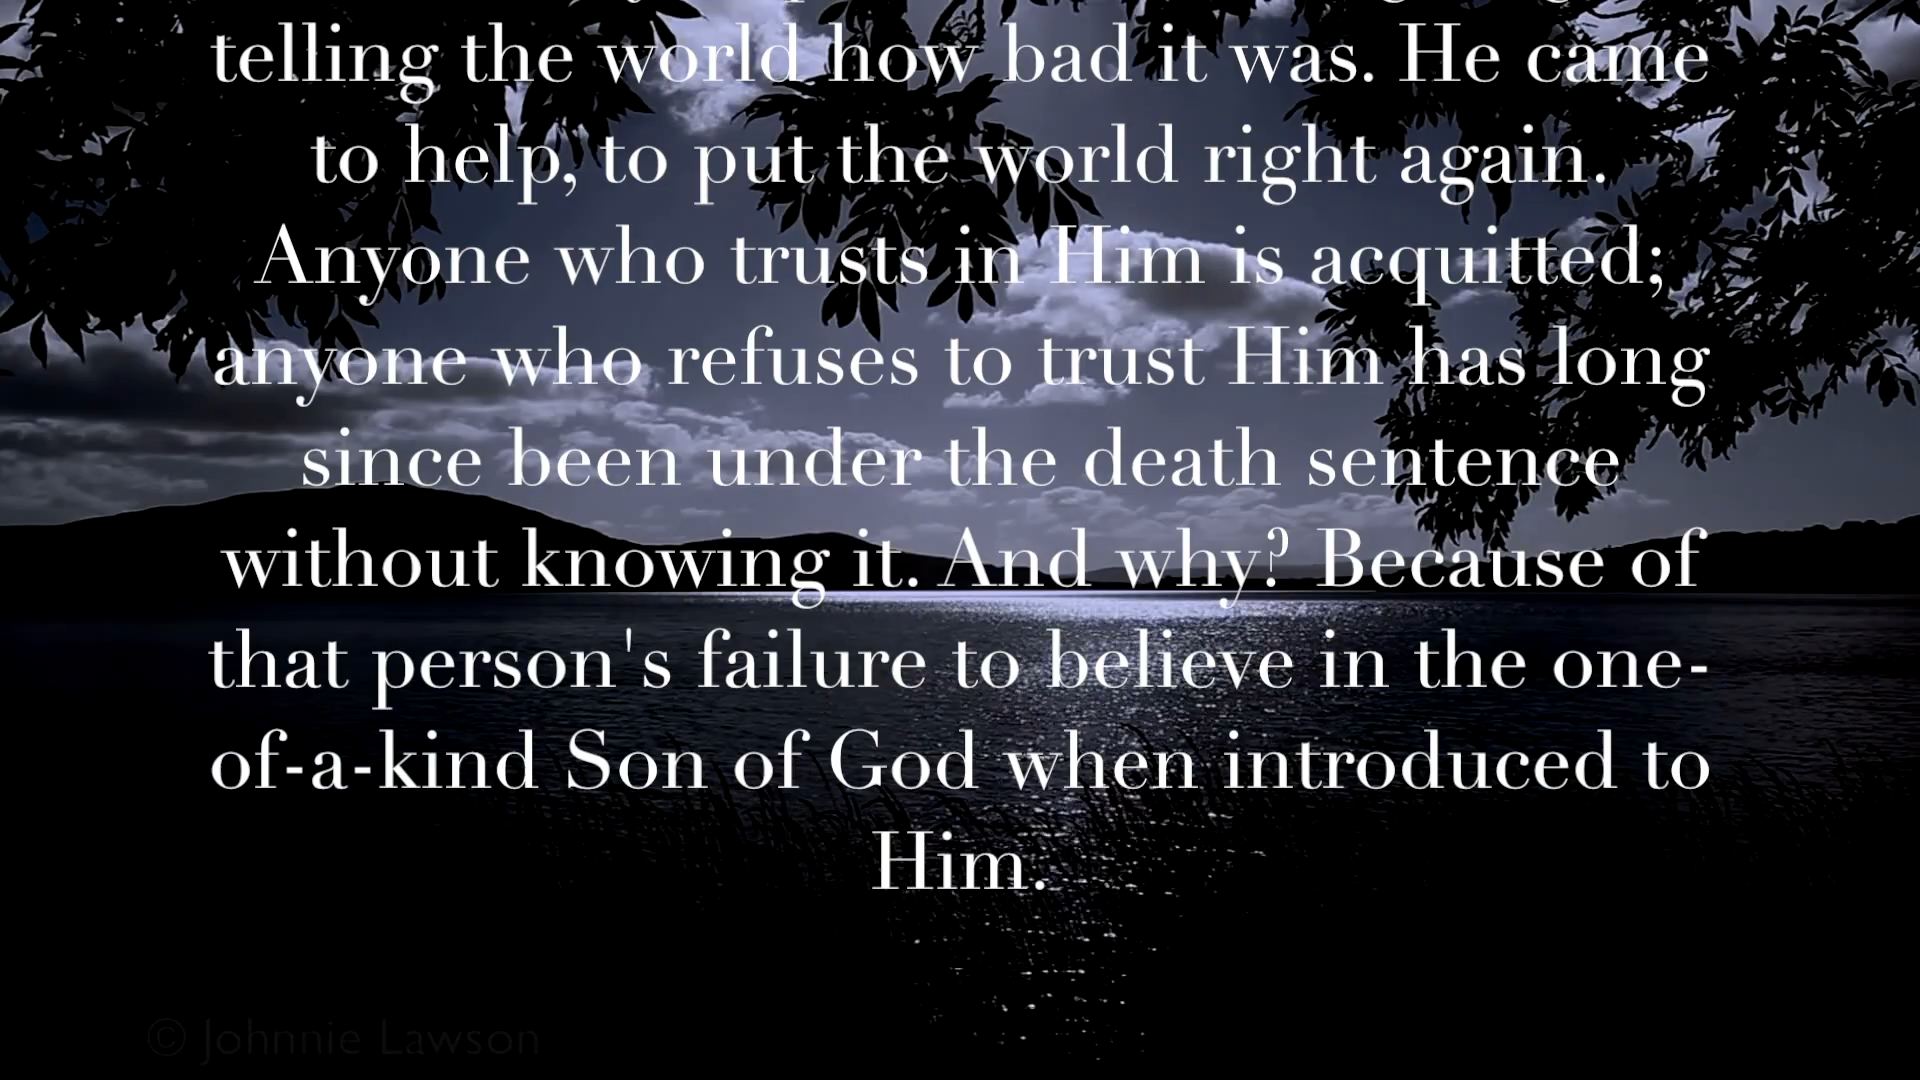 telling the world how bad it was. He came
to help, to put the world right again.
Anyone who trusts in Him is acquitted;
anyone who refuses to trust Him has long
since been under the death sentence
without knowing it. And why? Because of
that person's failure to believe in the one-
of-a-kind Son of God when introduced to
Him.
© Johnnie Lawson